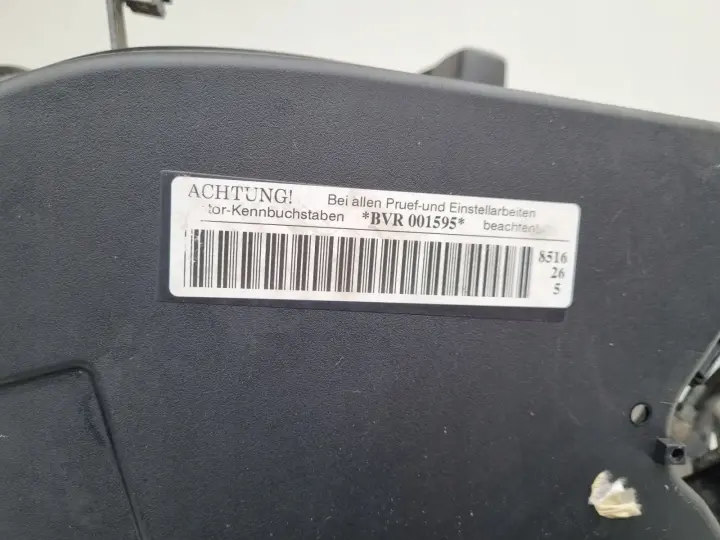 ACHTUNG! Bei allen Pruef-und Einstellarbeiten
tor-Kennbuchstaben *BVR 001595* beachten
8516
26
5